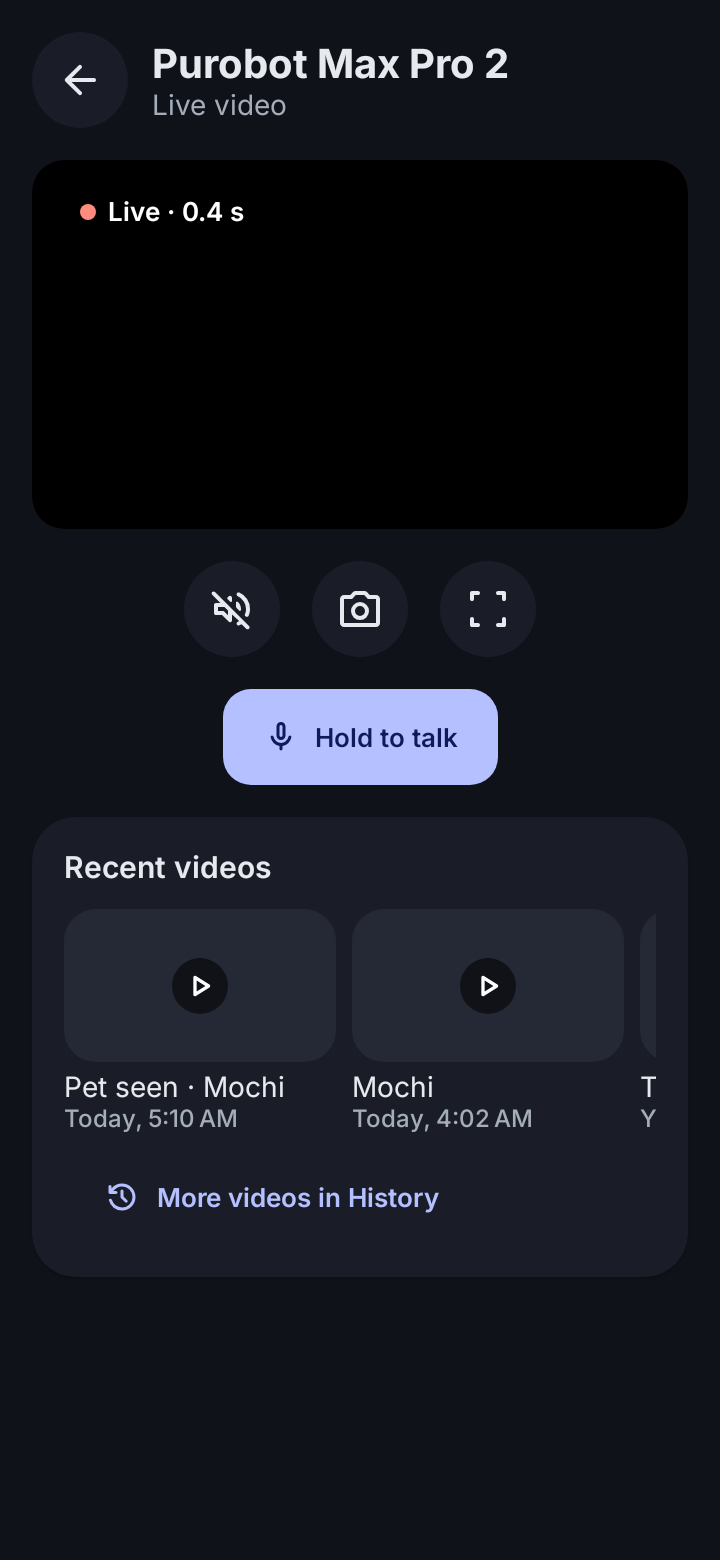 Purobot Max Pro 2
Live video
Live · 0.4 s
Hold to talk
Recent videos
Pet seen · Mochi
Today, 5:10 AM
Mochi
Today, 4:02 AM
T
Y
More videos in History